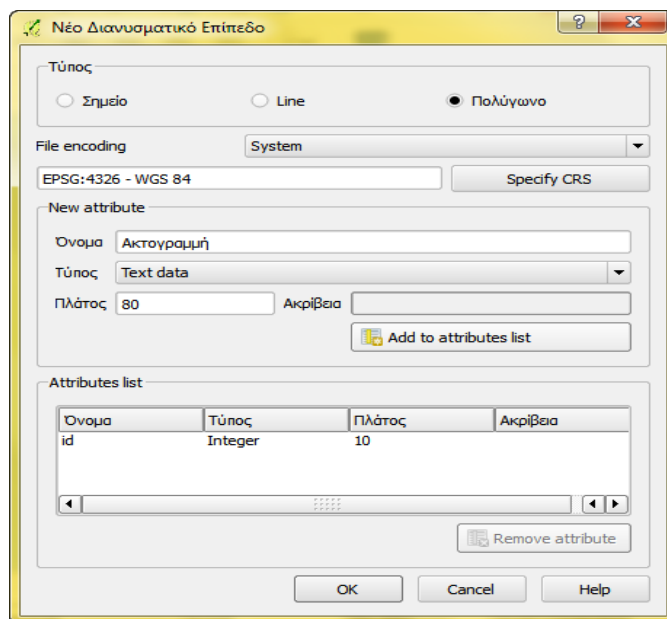 Νέο Διανυσματικό Επίπεδο
Τύπος
Σημείο Line Πολύγωνο
File encoding System
EPSG:4326 - WGS 84 Specify CRS
New attribute
Όνομα Ακτογραμμή
Τύπος Text data
Πλάτος 80 Ακρίβεια
Add to attributes list
Attributes list
Όνομα Τύπος Πλάτος Ακρίβεια
id Integer 10
Remove attribute
OK Cancel Help